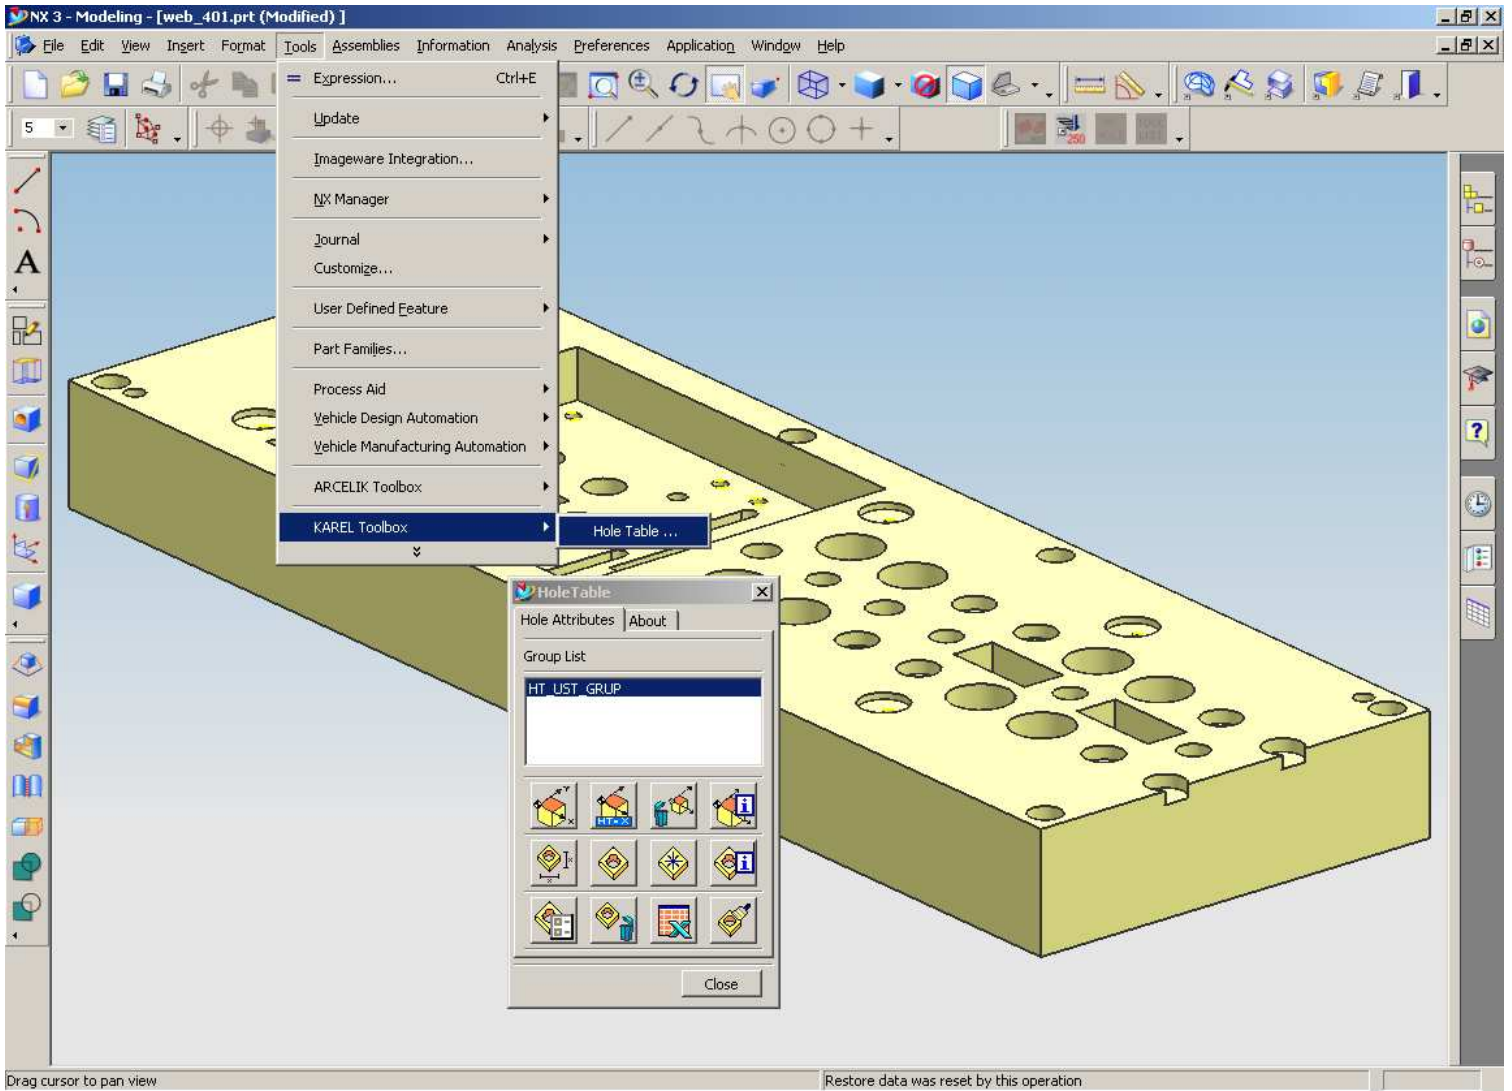 NX 3 - Modeling - [web_401.prt (Modified) ]
File Edit View Insert Format Tools Assemblies Information Analysis Preferences Application Window Help
5
250
A
Expression... Ctrl+E
Update
Imageware Integration...
NX Manager
Journal
Customize...
User Defined Feature
Part Families...
Process Aid
Vehicle Design Automation
Vehicle Manufacturing Automation
ARCELIK Toolbox
KAREL Toolbox
Hole Table ...
HoleTable
Hole Attributes About
Group List
HT_UST_GRUP
HT-X
Close
Drag cursor to pan view Restore data was reset by this operation